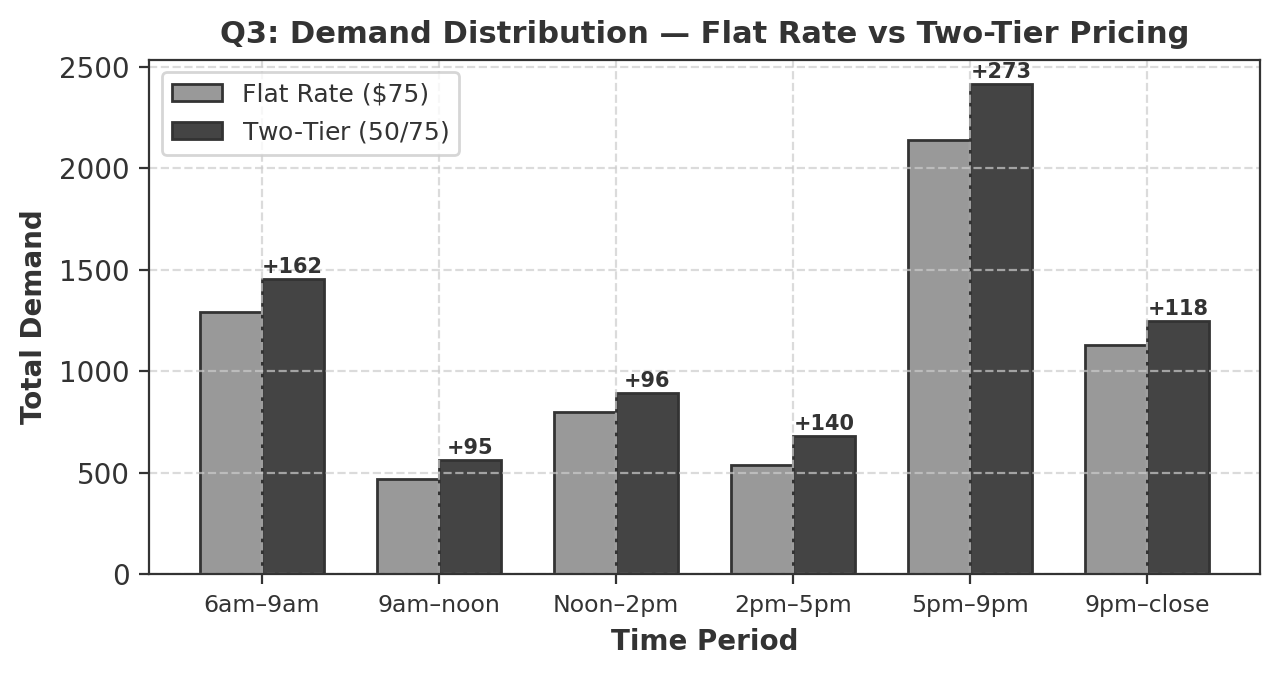 Q3: Demand Distribution — Flat Rate vs Two-Tier Pricing
Flat Rate ($75)
Two-Tier (50/75)
Total Demand
2500
2000
1500
1000
500
0
+162
+95
+96
+140
+273
+118
6am–9am
9am–noon
Noon–2pm
2pm–5pm
5pm–9pm
9pm–close
Time Period